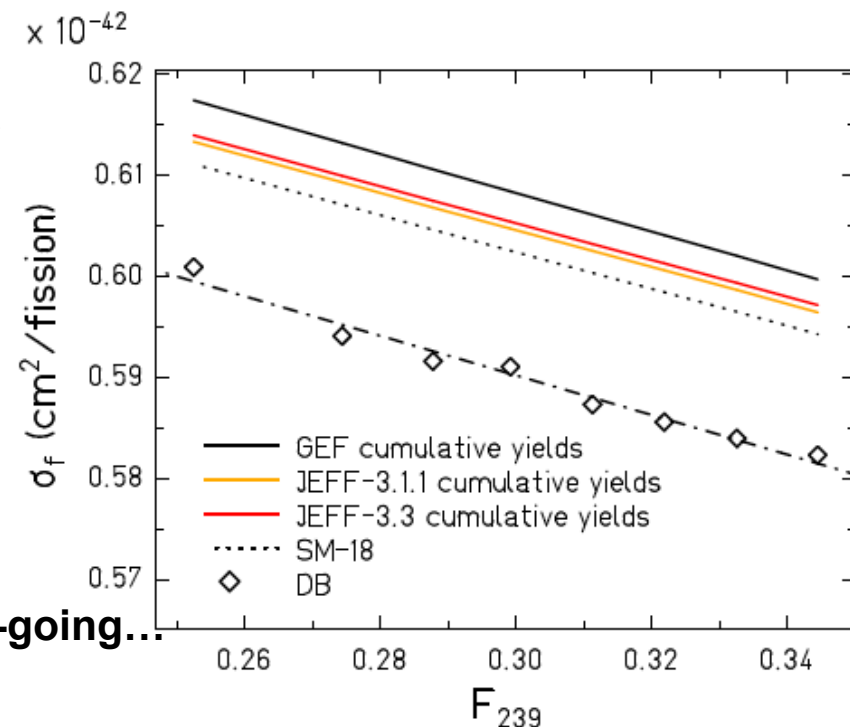 x 10⁻⁴²
0.62
0.61
0.60
0.59
0.58
0.57
σf (cm²/fission)
GEF cumulative yields
JEFF-3.1.1 cumulative yields
JEFF-3.3 cumulative yields
SM-18
DB
-going...
0.26 0.28 0.30 0.32 0.34
F₂₃₉